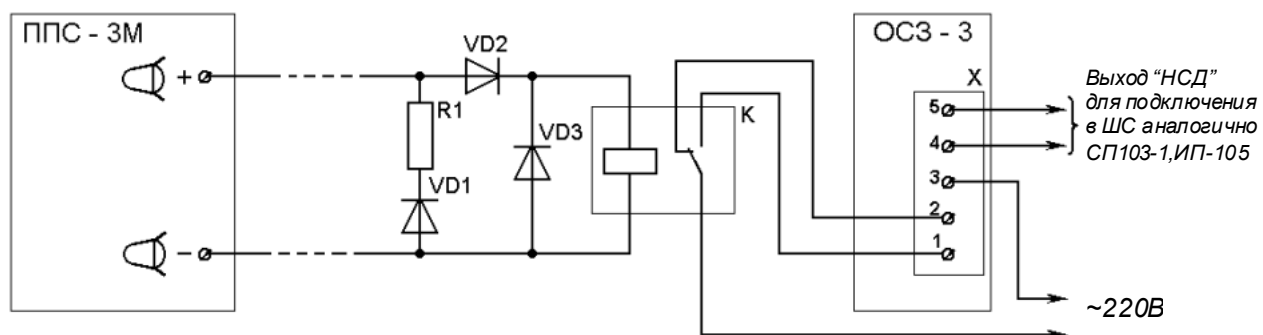 ППС - 3М
ОСЗ - 3
VD2
X
Выход “НСД”
для подключения
в ШС аналогично
СП103-1,ИП-105
+
R1
VD3
K
5
4
3
2
1
VD1
-
~220В